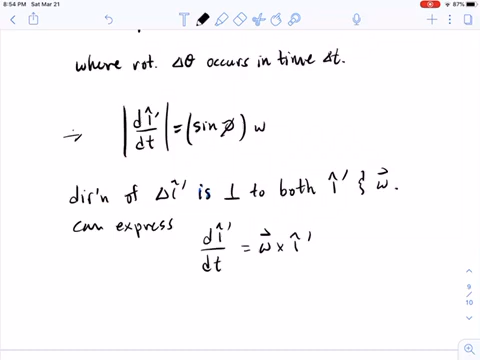 8:54 PM Sat Mar 21
87%
where rot. Δθ occurs in time Δt.
⇒ |dî'/dt| = (sin φ) ω
dir'n of Δî' is ⊥ to both î' & ω⃗.
can express
dî'/dt = ω⃗ × î'
9
/
10